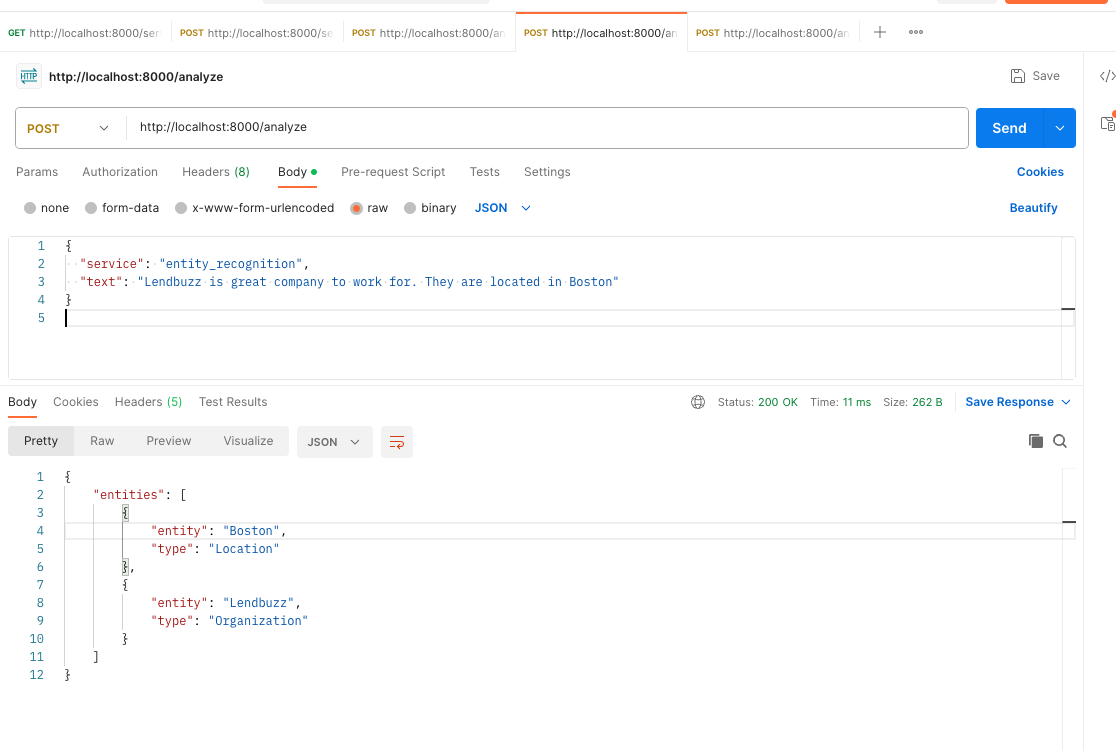 GET http://localhost:8000/ser POST http://localhost:8000/se POST http://localhost:8000/an POST http://localhost:8000/an POST http://localhost:8000/an
HTTP http://localhost:8000/analyze Save </>
POST http://localhost:8000/analyze Send
Params Authorization Headers (8) Body Pre-request Script Tests Settings Cookies
none form-data x-www-form-urlencoded raw binary JSON Beautify
1 {
2 "service": "entity_recognition",
3 "text": "Lendbuzz is great company to work for. They are located in Boston"
4 }
5
Body Cookies Headers (5) Test Results Status: 200 OK Time: 11 ms Size: 262 B Save Response
Pretty Raw Preview Visualize JSON
1 {
2 "entities": [
3 {
4 "entity": "Boston",
5 "type": "Location"
6 },
7 {
8 "entity": "Lendbuzz",
9 "type": "Organization"
10 }
11 ]
12 }